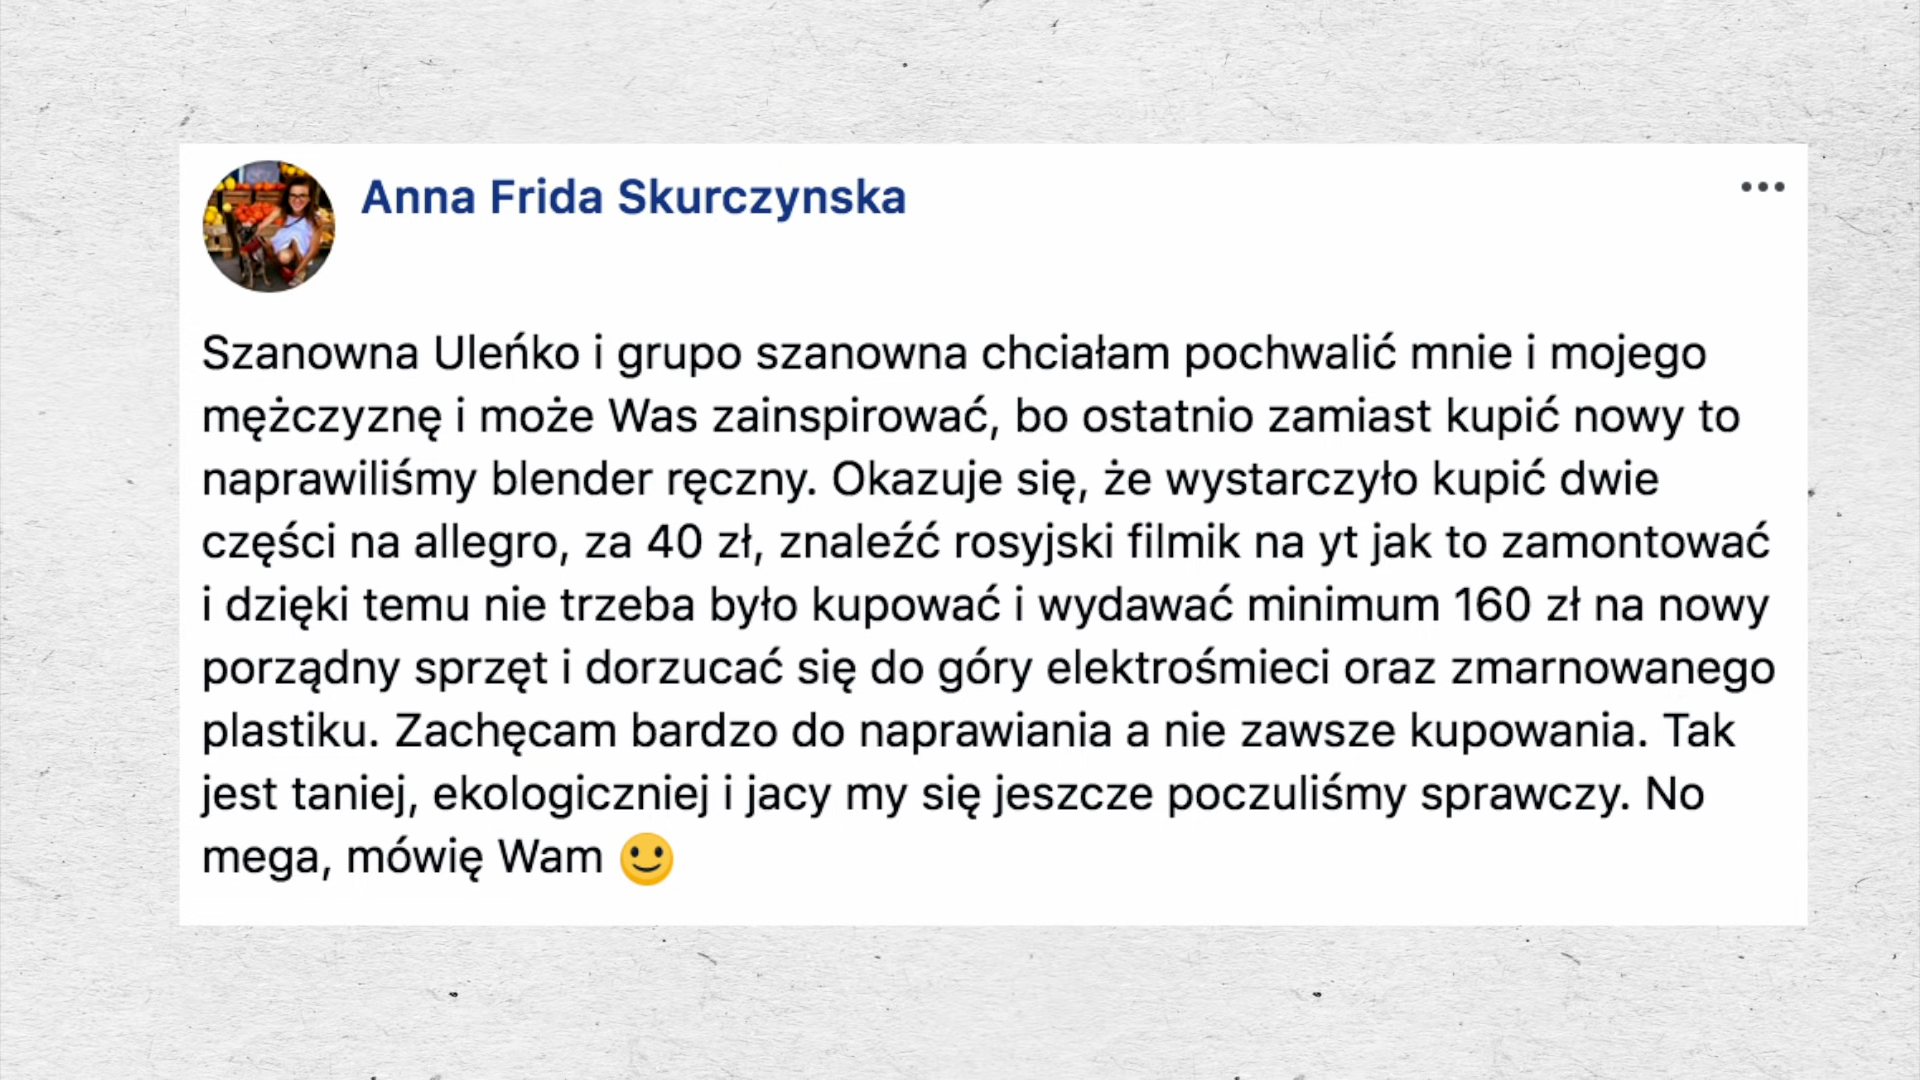 Anna Frida Skurczynska
Szanowna Uleńko i grupo szanowna chciałam pochwalić mnie i mojego
mężczyznę i może Was zainspirować, bo ostatnio zamiast kupić nowy to
naprawiliśmy blender ręczny. Okazuje się, że wystarczyło kupić dwie
części na allegro, za 40 zł, znaleźć rosyjski filmik na yt jak to zamontować
i dzięki temu nie trzeba było kupować i wydawać minimum 160 zł na nowy
porządny sprzęt i dorzucać się do góry elektrośmieci oraz zmarnowanego
plastiku. Zachęcam bardzo do naprawiania a nie zawsze kupowania. Tak
jest taniej, ekologiczniej i jacy my się jeszcze poczuliśmy sprawczy. No
mega, mówię Wam 🙂